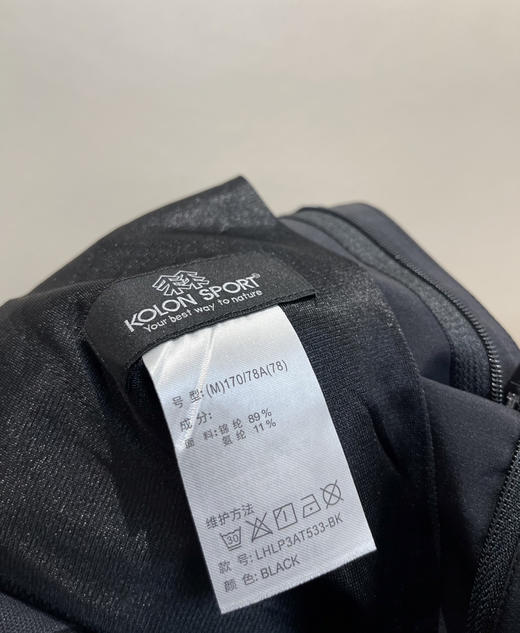 KOLON SPORT®
Your best way to nature
号 型: (M)170/78A(78)
成 分:
面 料:锦纶 89%
氨纶 11%
维护方法
30 1
款 号: LHLP3AT533-BK
颜 色: BLACK